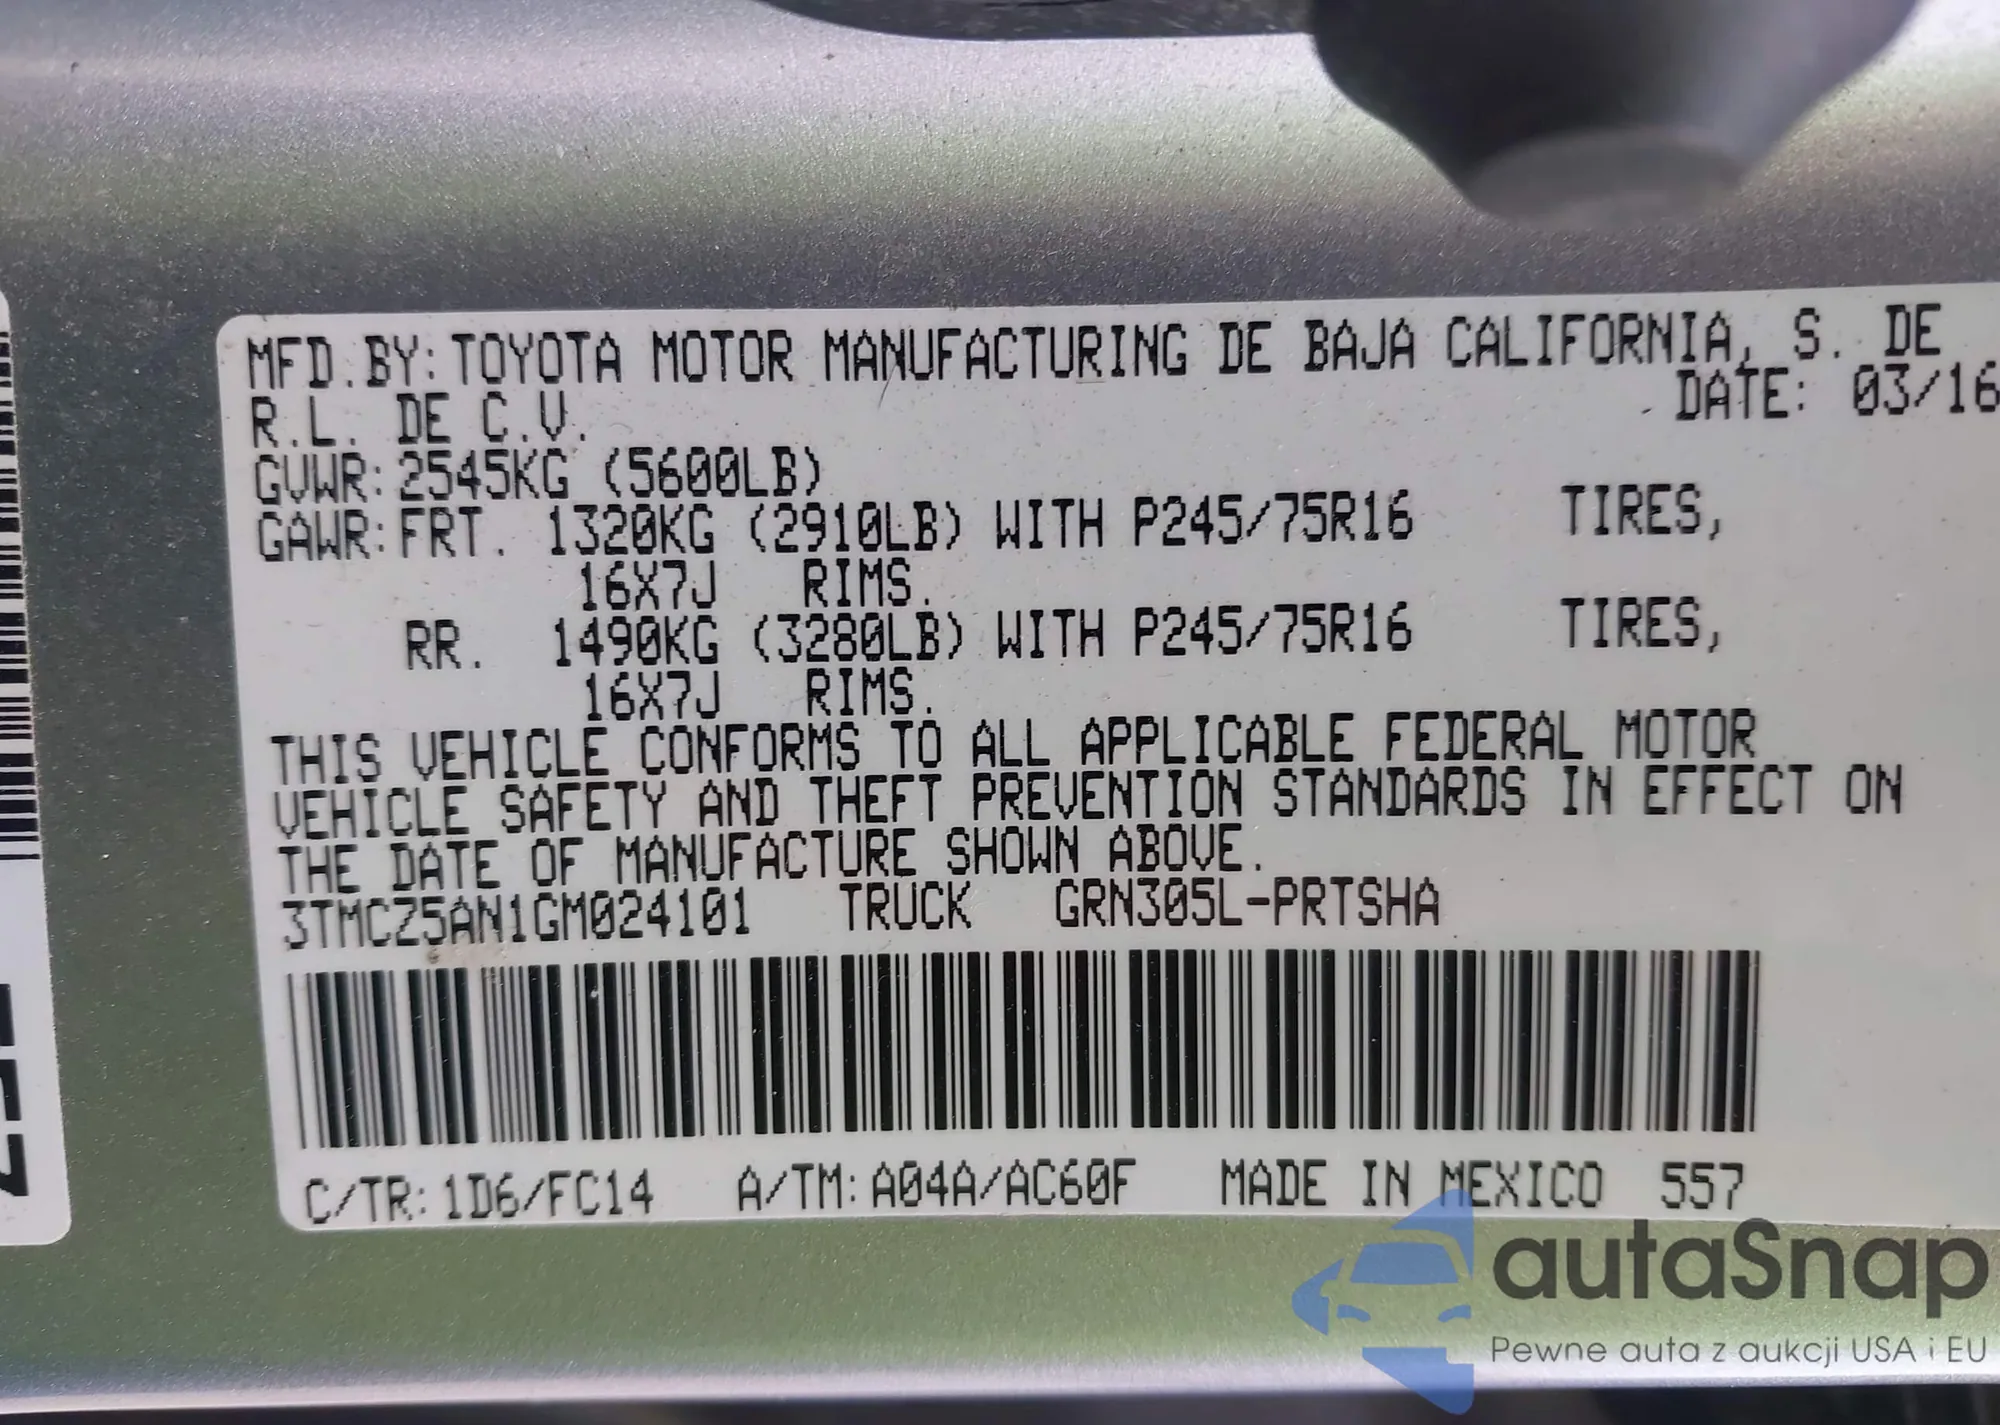 MFD.BY:TOYOTA MOTOR MANUFACTURING DE BAJA CALIFORNIA, S. DE
R.L. DE C.V. DATE: 03/16
GVWR:2545KG (5600LB)
GAWR:FRT. 1320KG (2910LB) WITH P245/75R16 TIRES,
16X7J RIMS.
RR. 1490KG (3280LB) WITH P245/75R16 TIRES,
16X7J RIMS.
THIS VEHICLE CONFORMS TO ALL APPLICABLE FEDERAL MOTOR
VEHICLE SAFETY AND THEFT PREVENTION STANDARDS IN EFFECT ON
THE DATE OF MANUFACTURE SHOWN ABOVE.
3TMCZ5AN1GM024101 TRUCK GRN305L-PRTSHA
C/TR:1D6/FC14 A/TM:A04A/AC60F MADE IN MEXICO 557
autaSnap
Pewne auta z aukcji USA i EU